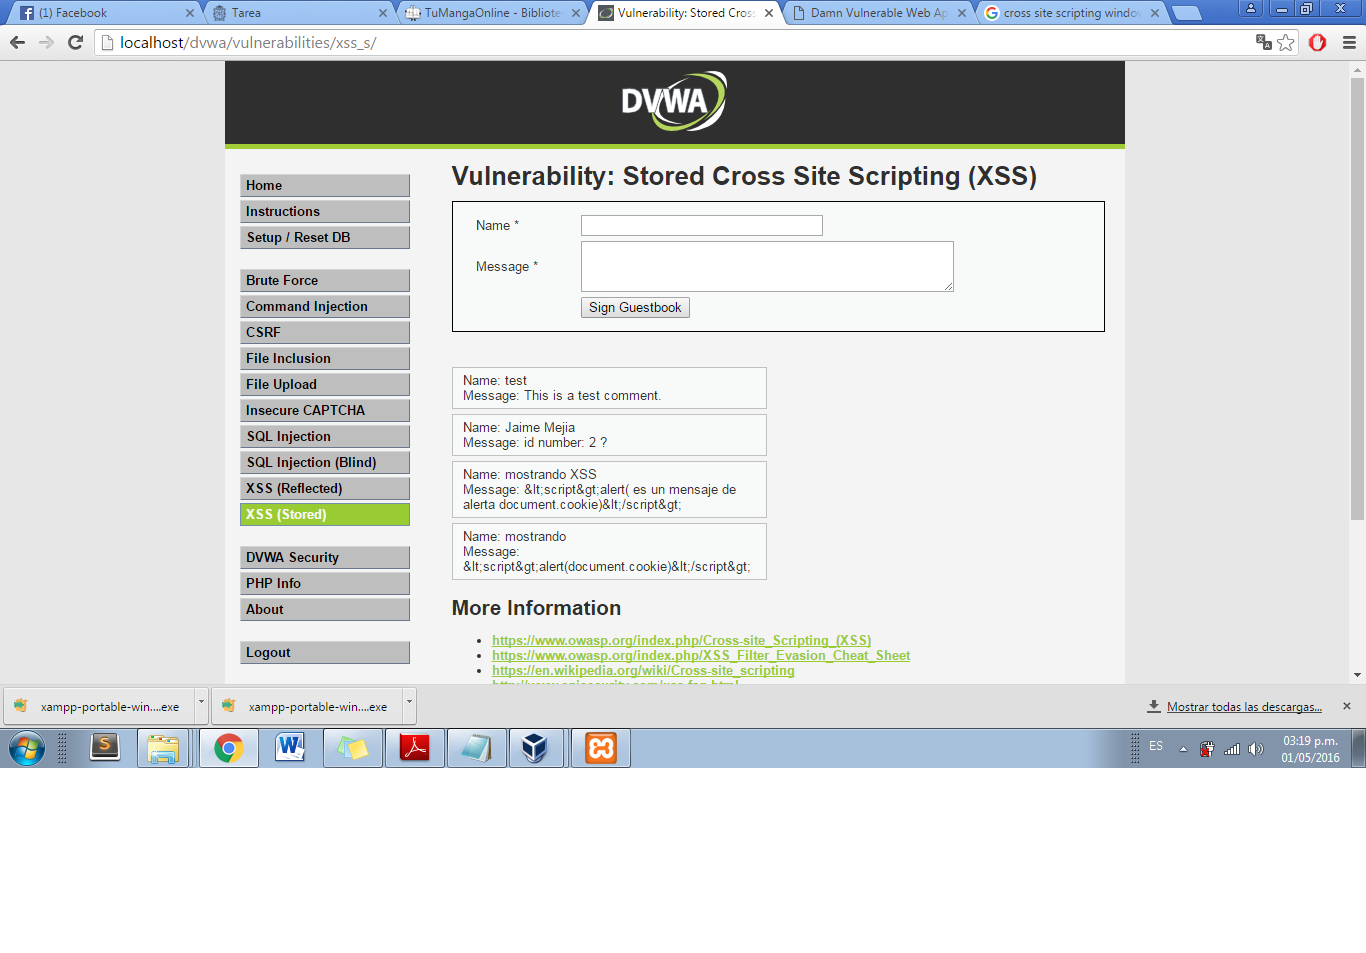 (1) Facebook
Tarea
TuMangaOnline - Bibliote
Vulnerability: Stored Cros
Damn Vulnerable Web Ap
cross site scripting window
localhost/dvwa/vulnerabilities/xss_s/
DVWA
Home
Instructions
Setup / Reset DB
Brute Force
Command Injection
CSRF
File Inclusion
File Upload
Insecure CAPTCHA
SQL Injection
SQL Injection (Blind)
XSS (Reflected)
XSS (Stored)
DVWA Security
PHP Info
About
Logout
Vulnerability: Stored Cross Site Scripting (XSS)
Name *
Message *
Sign Guestbook
Name: test
Message: This is a test comment.
Name: Jaime Mejia
Message: id number: 2 ?
Name: mostrando XSS
Message: &lt;script&gt;alert( es un mensaje de
alerta document.cookie)&lt;/script&gt;
Name: mostrando
Message:
&lt;script&gt;alert(document.cookie)&lt;/script&gt;
More Information
https://www.owasp.org/index.php/Cross-site_Scripting_(XSS)
https://www.owasp.org/index.php/XSS_Filter_Evasion_Cheat_Sheet
https://en.wikipedia.org/wiki/Cross-site_scripting
xampp-portable-win....exe
xampp-portable-win....exe
Mostrar todas las descargas...
ES
03:19 p.m.
01/05/2016